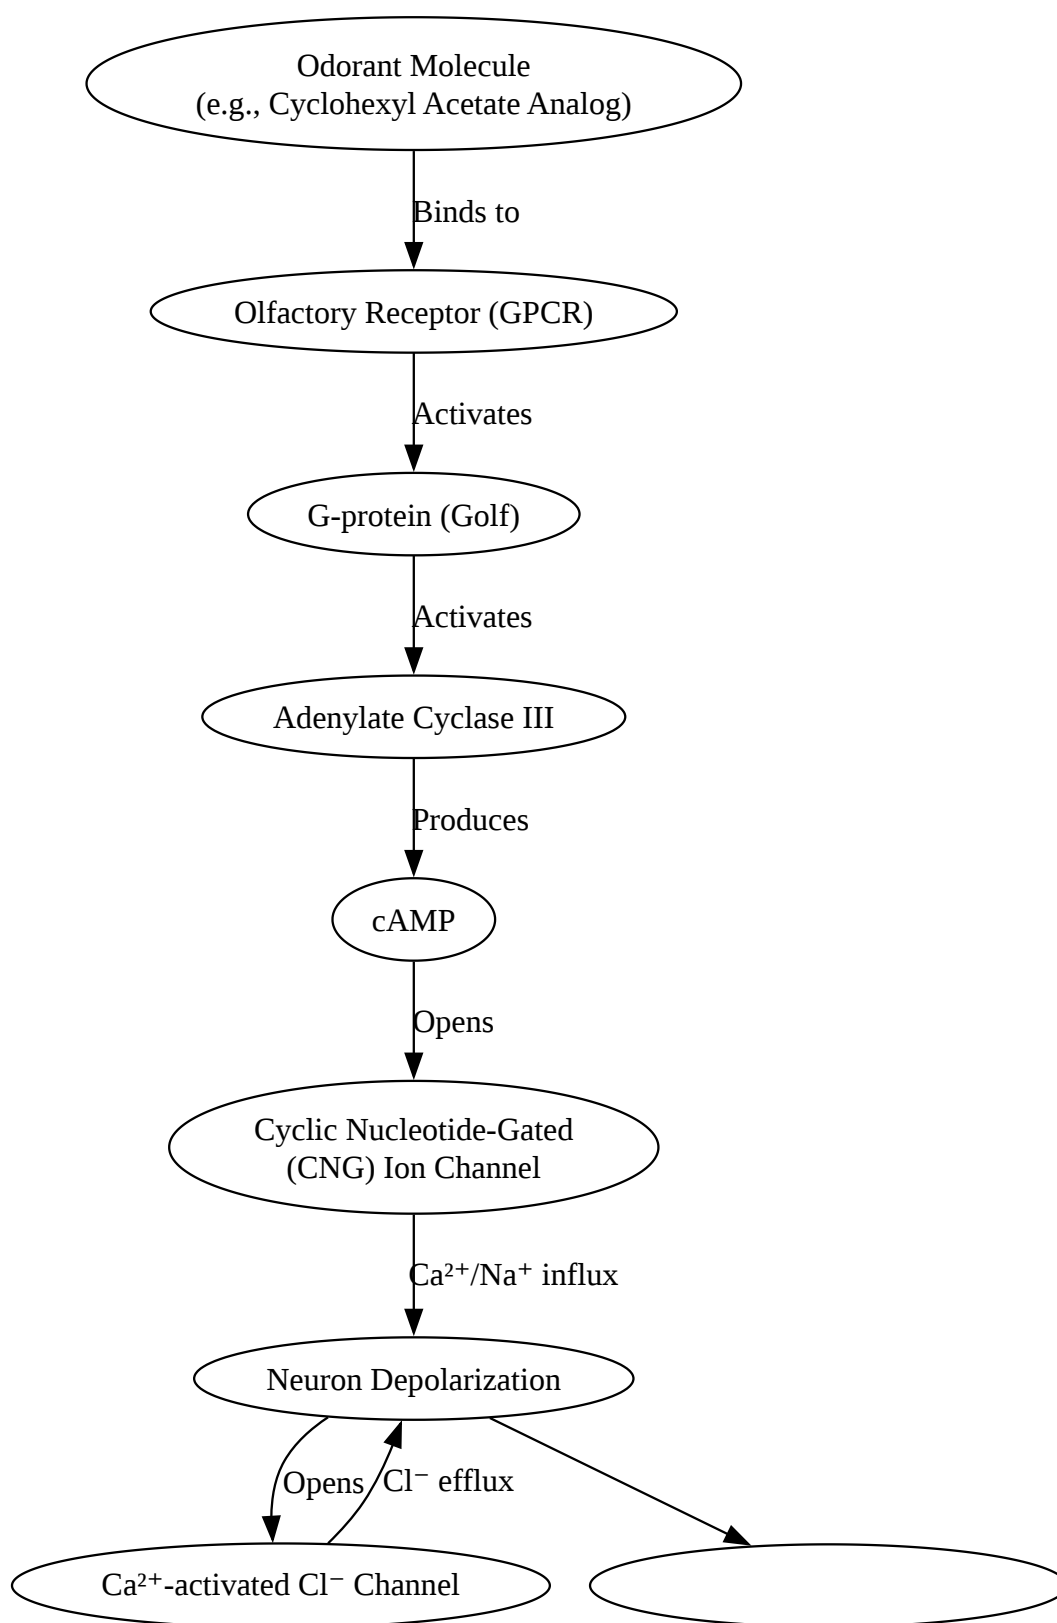 Odorant Molecule
(e.g., Cyclohexyl Acetate Analog)
Binds to
Olfactory Receptor (GPCR)
Activates
G-protein (Golf)
Activates
Adenylate Cyclase III
Produces
cAMP
Opens
Cyclic Nucleotide-Gated
(CNG) Ion Channel
Ca²⁺/Na⁺ influx
Neuron Depolarization
Opens
Cl⁻ efflux
Ca²⁺-activated Cl⁻ Channel